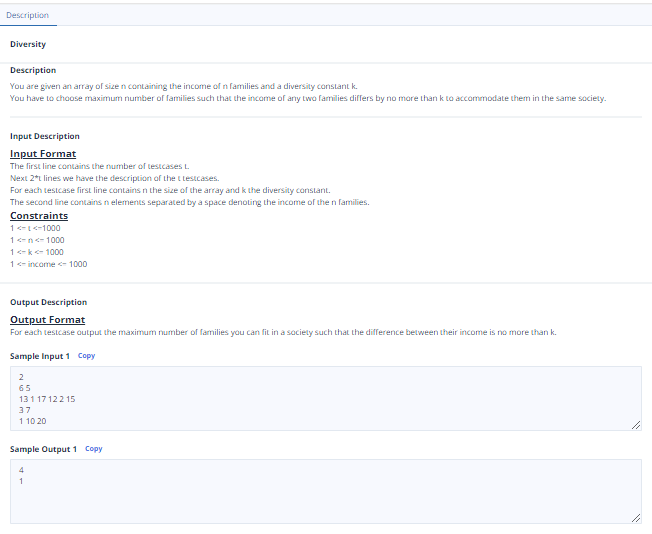 Description
Diversity
Description
You are given an array of size n containing the income of n families and a diversity constant k.
You have to choose maximum number of families such that the income of any two families differs by no more than k to accommodate them in the same society.
Input Description
Input Format
The first line contains the number of testcases t.
Next 2*t lines we have the description of the t testcases.
For each testcase first line contains n the size of the array and k the diversity constant.
The second line contains n elements separated by a space denoting the income of the n families.
Constraints
1 <= t <=1000
1 <= n <= 1000
1 <= k <= 1000
1 <= income <= 1000
Output Description
Output Format
For each testcase output the maximum number of families you can fit in a society such that the difference between their income is no more than k.
Sample Input 1 Copy
2
6 5
13 1 17 12 2 15
3 7
1 10 20
Sample Output 1 Copy
4
1